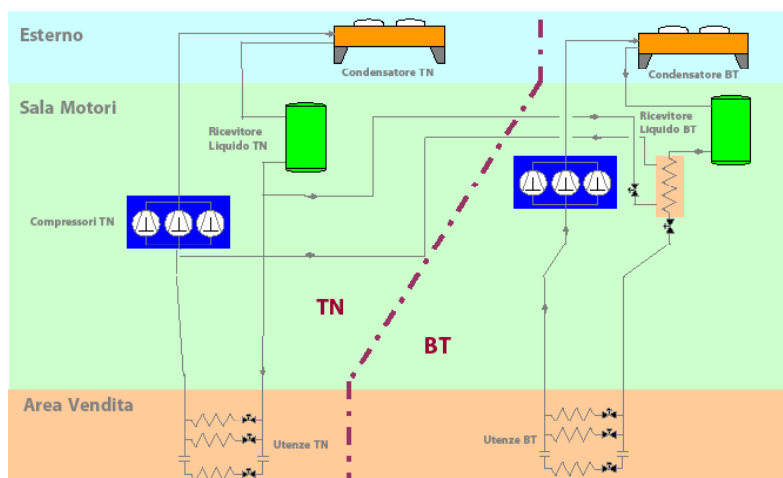 Esterno
Condensatore TN
Condensatore BT
Sala Motori
Ricevitore
Liquido TN
Ricevitore
Liquido BT
Compressori TN
TN
BT
Area Vendita
Utenze TN
Utenze BT